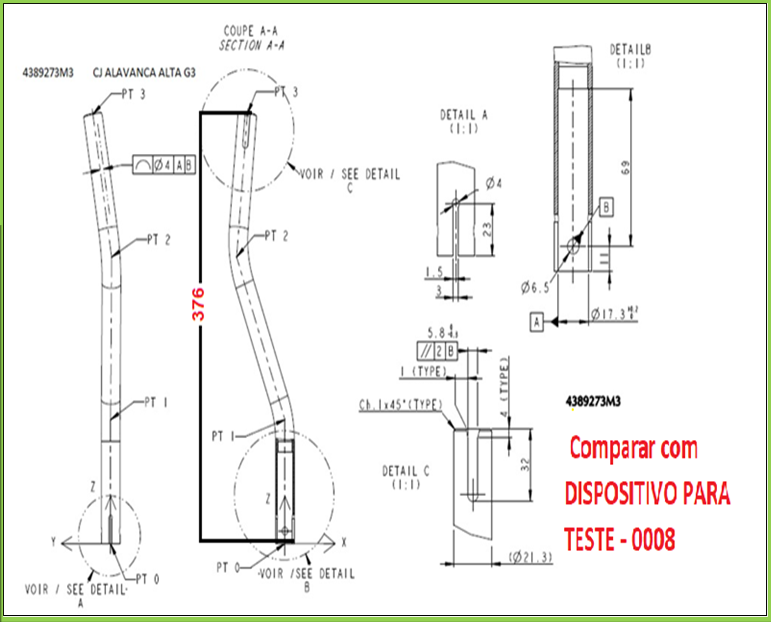 COUPE A-A
SECTION A-A
4389273M3 CJ ALAVANCA ALTA G3
PT 3
⌓ Ø4 A B
PT 2
PT 1
Z
Y
PT 0
VOIR / SEE DETAIL
A
PT 3
VOIR / SEE DETAIL
C
PT 2
376
PT 1
Z
X
PT 0
VOIR / SEE DETAIL
B
DETAIL A
(1:1)
Ø4
23
1.5
3
DETAIL B
(1:1)
69
B
11
Ø6.5
A
Ø17.3
5.8
// 2 B
1 (TYPE)
4 (TYPE)
Ch.1x45°(TYPE)
32
DETAIL C
(1:1)
(Ø21.3)
4389273M3
Comparar com
DISPOSITIVO PARA
TESTE - 0008